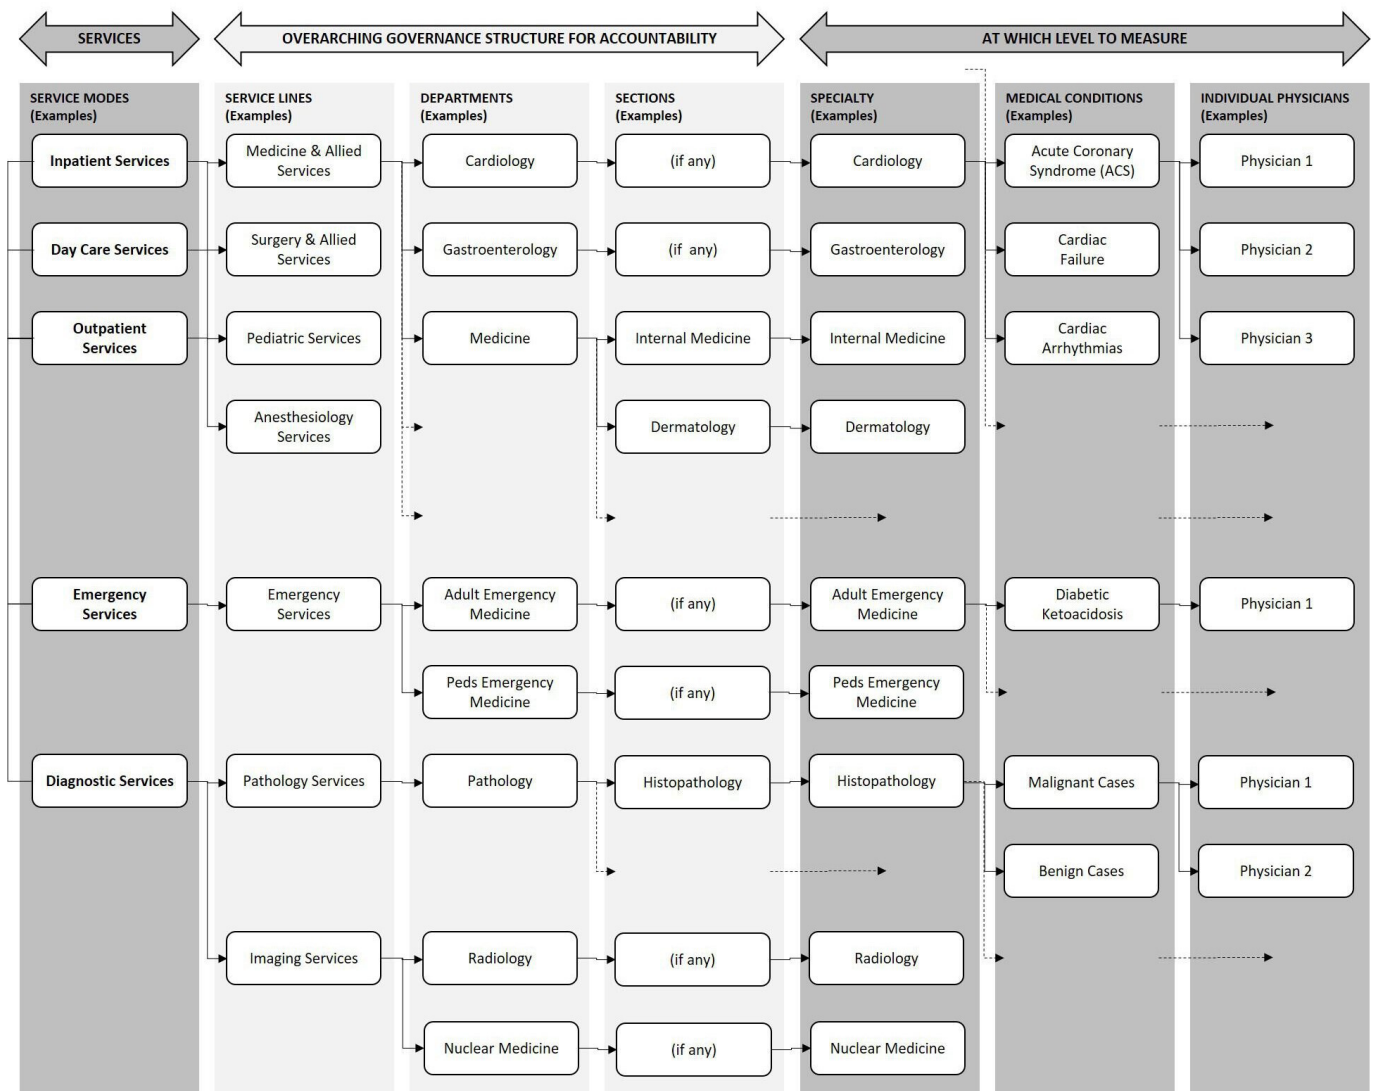 SERVICES
OVERARCHING GOVERNANCE STRUCTURE FOR ACCOUNTABILITY
AT WHICH LEVEL TO MEASURE
SERVICE MODES
(Examples)
SERVICE LINES
(Examples)
DEPARTMENTS
(Examples)
SECTIONS
(Examples)
SPECIALTY
(Examples)
MEDICAL CONDITIONS
(Examples)
INDIVIDUAL PHYSICIANS
(Examples)
Inpatient Services
Medicine & Allied
Services
Cardiology
(if any)
Cardiology
Acute Coronary
Syndrome (ACS)
Physician 1
Day Care Services
Surgery & Allied
Services
Gastroenterology
(if any)
Gastroenterology
Cardiac
Failure
Physician 2
Outpatient
Services
Pediatric Services
Medicine
Internal Medicine
Internal Medicine
Cardiac
Arrhythmias
Physician 3
Anesthesiology
Services
Dermatology
Dermatology
Emergency
Services
Emergency
Services
Adult Emergency
Medicine
(if any)
Adult Emergency
Medicine
Diabetic
Ketoacidosis
Physician 1
Peds Emergency
Medicine
(if any)
Peds Emergency
Medicine
Diagnostic Services
Pathology Services
Pathology
Histopathology
Histopathology
Malignant Cases
Physician 1
Benign Cases
Physician 2
Imaging Services
Radiology
(if any)
Radiology
Nuclear Medicine
(if any)
Nuclear Medicine